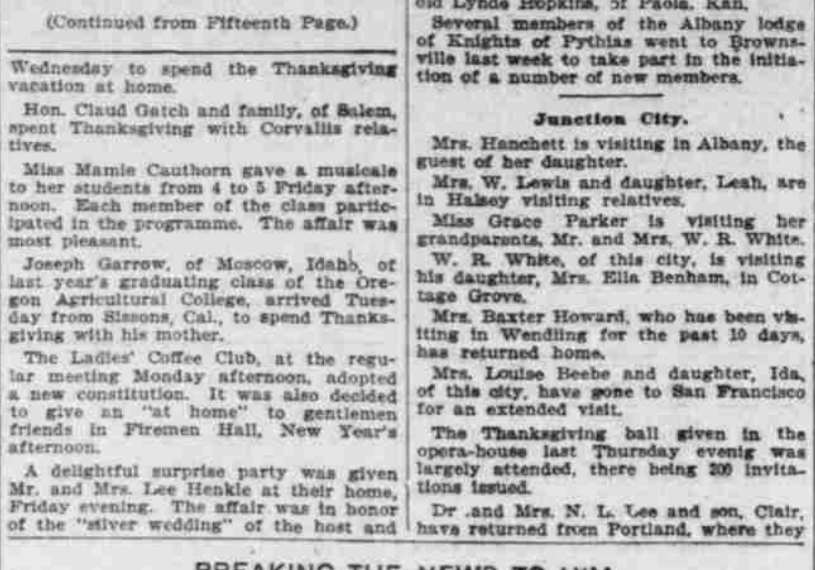 (Continued from Fifteenth Page.)
Wednesday to spend the Thanksgiving
vacation at home.
Hon. Claud Gatch and family, of Salem,
spent Thanksgiving with Corvallis rela-
tives.
Miss Mamie Cauthorn gave a musicale
to her students from 4 to 5 Friday after-
noon. Each member of the class partic-
ipated in the programme. The affair was
most pleasant.
Joseph Garrow, of Moscow, Idaho, of
last year's graduating class of the Ore-
gon Agricultural College, arrived Tues-
day from Sissons, Cal., to spend Thanks-
giving with his mother.
The Ladies' Coffee Club, at the regu-
lar meeting Monday afternoon, adopted
a new constitution. It was also decided
to give an "at home" to gentlemen
friends in Firemen Hall, New Year's
afternoon.
A delightful surprise party was given
Mr. and Mrs. Lee Henkle at their home,
Friday evening. The affair was in honor
of the "silver wedding" of the host and
old Lynde Hopkins, of Paola, Kan.
Several members of the Albany lodge
of Knights of Pythias went to Browns-
ville last week to take part in the initia-
tion of a number of new members.
Junction City.
Mrs. Hanchett is visiting in Albany, the
guest of her daughter.
Mrs. W. Lewis and daughter, Leah, are
in Halsey visiting relatives.
Miss Grace Parker is visiting her
grandparents, Mr. and Mrs. W. R. White.
W. R. White, of this city, is visiting
his daughter, Mrs. Ella Benham, in Cot-
tage Grove.
Mrs. Baxter Howard, who has been vis-
iting in Wendling for the past 10 days,
has returned home.
Mrs. Louise Beebe and daughter, Ida,
of this city, have gone to San Francisco
for an extended visit.
The Thanksgiving ball given in the
opera-house last Thursday evenig was
largely attended, there being 200 invita-
tions issued.
Dr .and Mrs. N. L. Lee and son, Clair,
have returned from Portland, where they
BREAKING THE NEWS TO HIM